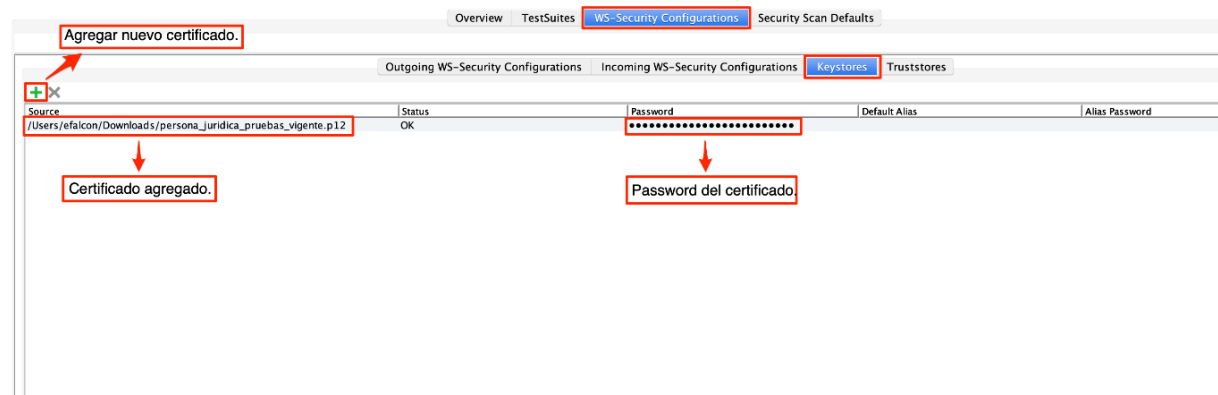 Overview TestSuites WS-Security Configurations Security Scan Defaults
Agregar nuevo certificado.
Outgoing WS-Security Configurations Incoming WS-Security Configurations Keystores Truststores
Source Status Password Default Alias Alias Password
/Users/efalcon/Downloads/persona_juridica_pruebas_vigente.p12 OK •••••••••••••••••••••••••
Certificado agregado. Password del certificado.